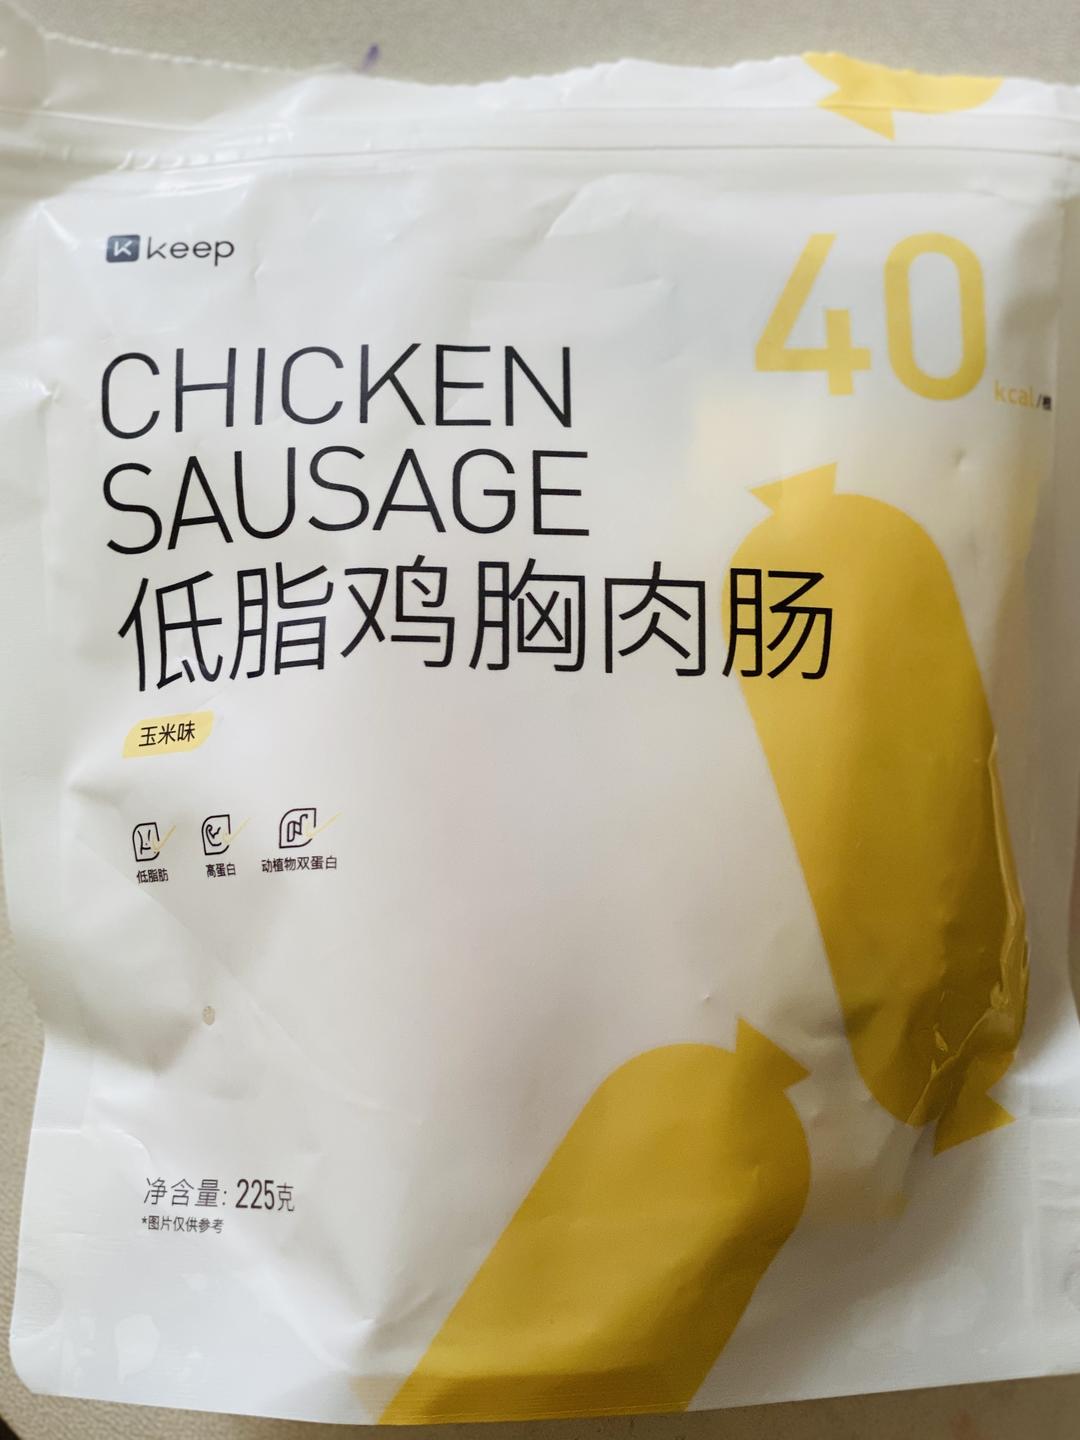 keep
40
kcal/根
CHICKEN
SAUSAGE
低脂鸡胸肉肠
玉米味
低脂肪 高蛋白 动植物双蛋白
净含量: 225克
*图片仅供参考